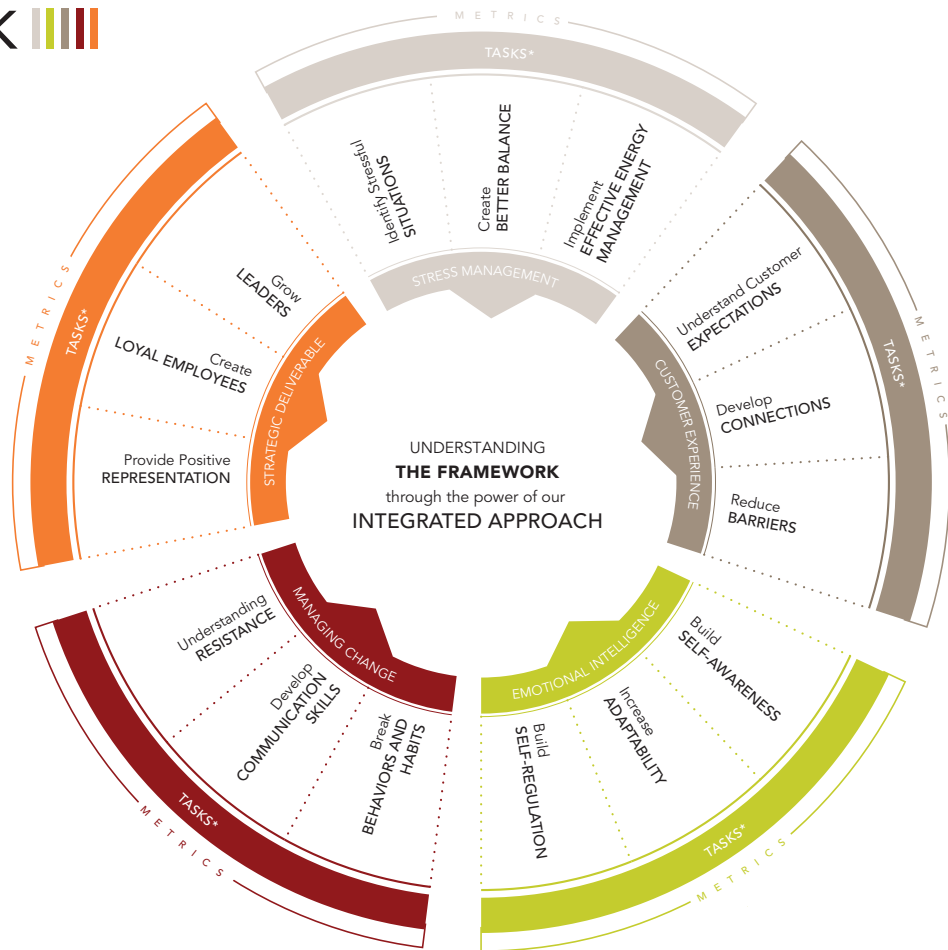 K
METRICS
TASKS*
Identify Stressful
SITUATIONS
Create
BETTER BALANCE
Implement
EFFECTIVE ENERGY
MANAGEMENT
STRESS MANAGEMENT
METRICS
TASKS*
Understand Customer
EXPECTATIONS
Develop
CONNECTIONS
Reduce
BARRIERS
CUSTOMER EXPERIENCE
METRICS
TASKS*
Build
SELF-AWARENESS
Increase
ADAPTABILITY
Build
SELF-REGULATION
EMOTIONAL INTELLIGENCE
METRICS
TASKS*
Understanding
RESISTANCE
Develop
COMMUNICATION
SKILLS
Break
BEHAVIORS AND
HABITS
MANAGING CHANGE
METRICS
TASKS*
Grow
LEADERS
Create
LOYAL EMPLOYEES
Provide Positive
REPRESENTATION
STRATEGIC DELIVERABLE
UNDERSTANDING
THE FRAMEWORK
through the power of our
INTEGRATED APPROACH